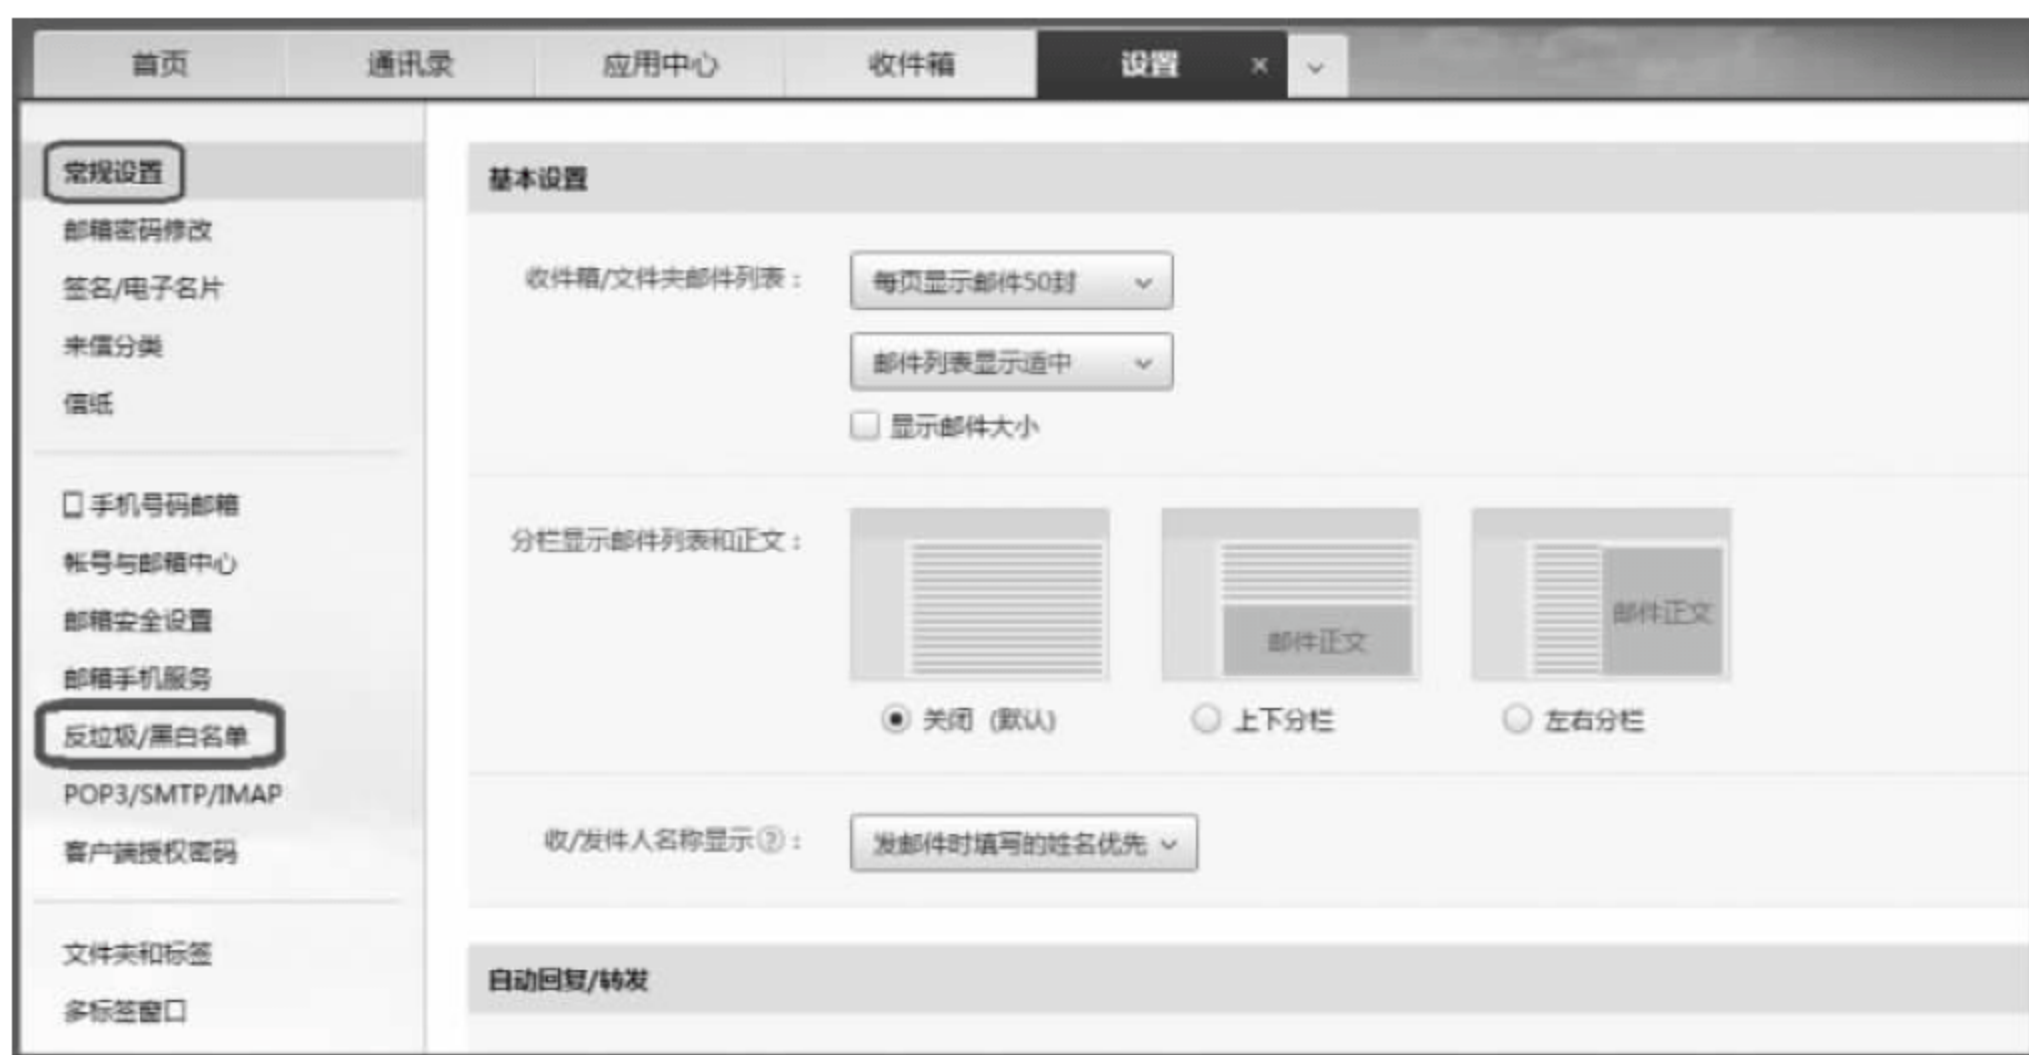 首页 通讯录 应用中心 收件箱 设置 ×
常规设置
邮箱密码修改
签名/电子名片
来信分类
信纸
手机号码邮箱
帐号与邮箱中心
邮箱安全设置
邮箱手机服务
反垃圾/黑白名单
POP3/SMTP/IMAP
客户端授权密码
文件夹和标签
多标签窗口
基本设置
收件箱/文件夹邮件列表：
每页显示邮件50封
邮件列表显示适中
显示邮件大小
分栏显示邮件列表和正文：
邮件正文
邮件正文
关闭（默认） 上下分栏 左右分栏
收/发件人名称显示?：
发邮件时填写的姓名优先
自动回复/转发